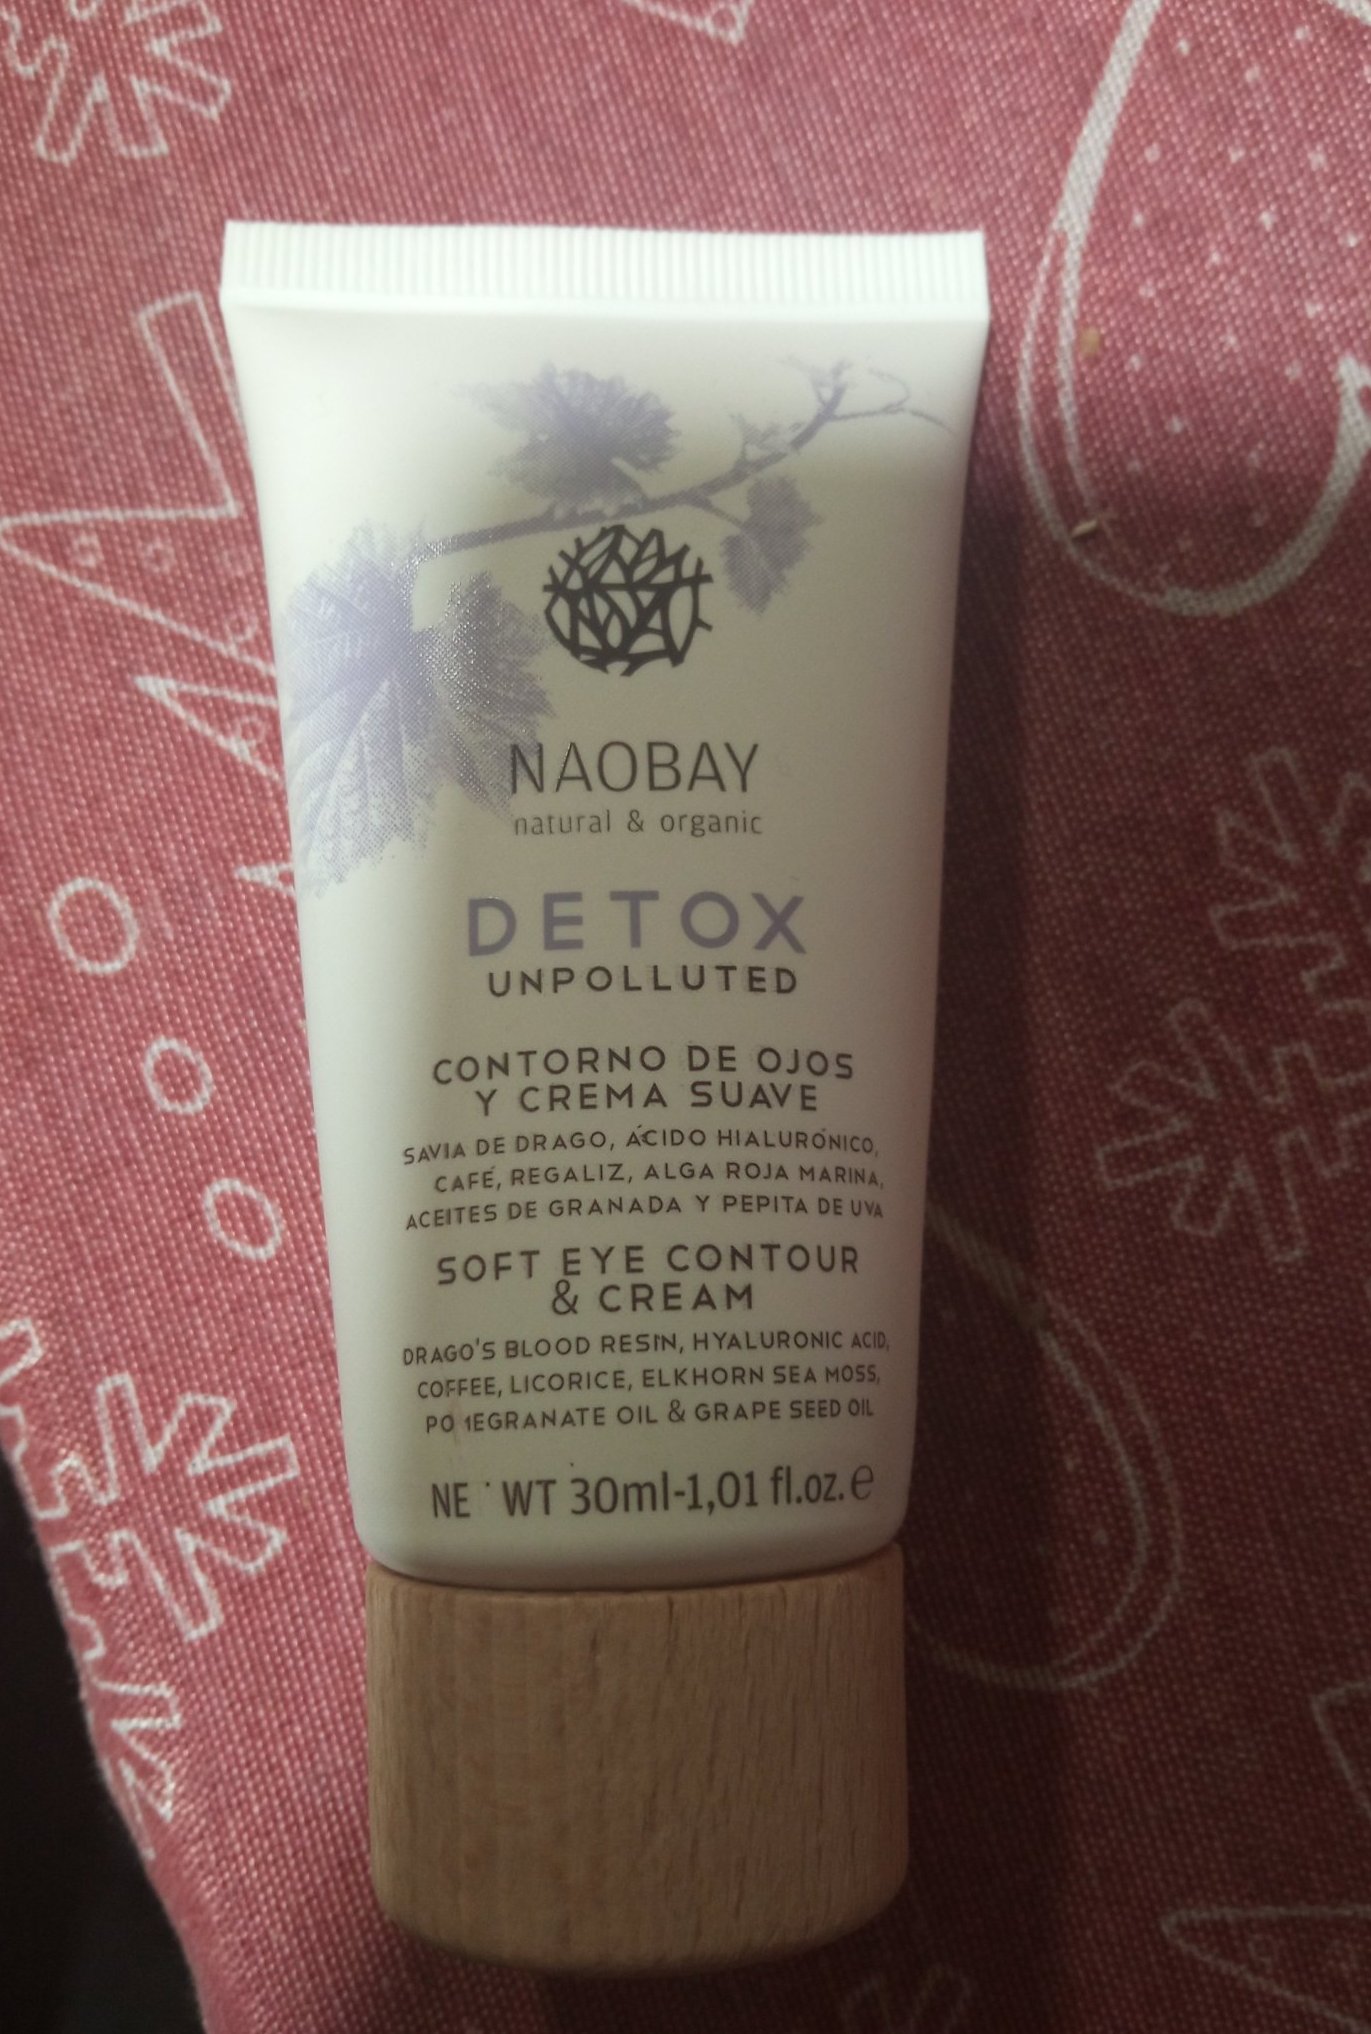 NAOBAY
natural & organic
DETOX
UNPOLLUTED
CONTORNO DE OJOS
Y CREMA SUAVE
SAVIA DE DRAGO, ÁCIDO HIALURÓNICO,
CAFÉ, REGALIZ, ALGA ROJA MARINA,
ACEITES DE GRANADA Y PEPITA DE UVA
SOFT EYE CONTOUR
& CREAM
DRAGO'S BLOOD RESIN, HYALURONIC ACID,
COFFEE, LICORICE, ELKHORN SEA MOSS,
POMEGRANATE OIL & GRAPE SEED OIL
NET WT 30ml-1,01 fl.oz. e